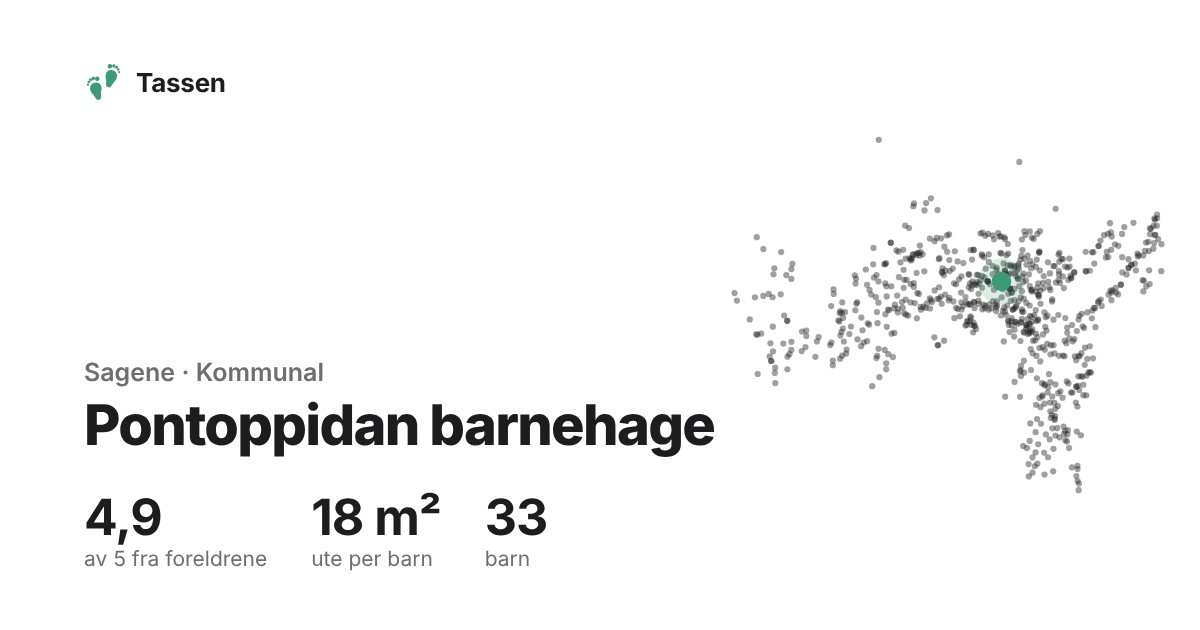 Tassen
Sagene · Kommunal
Pontoppidan barnehage
4,9 18 m² 33
av 5 fra foreldrene ute per barn barn